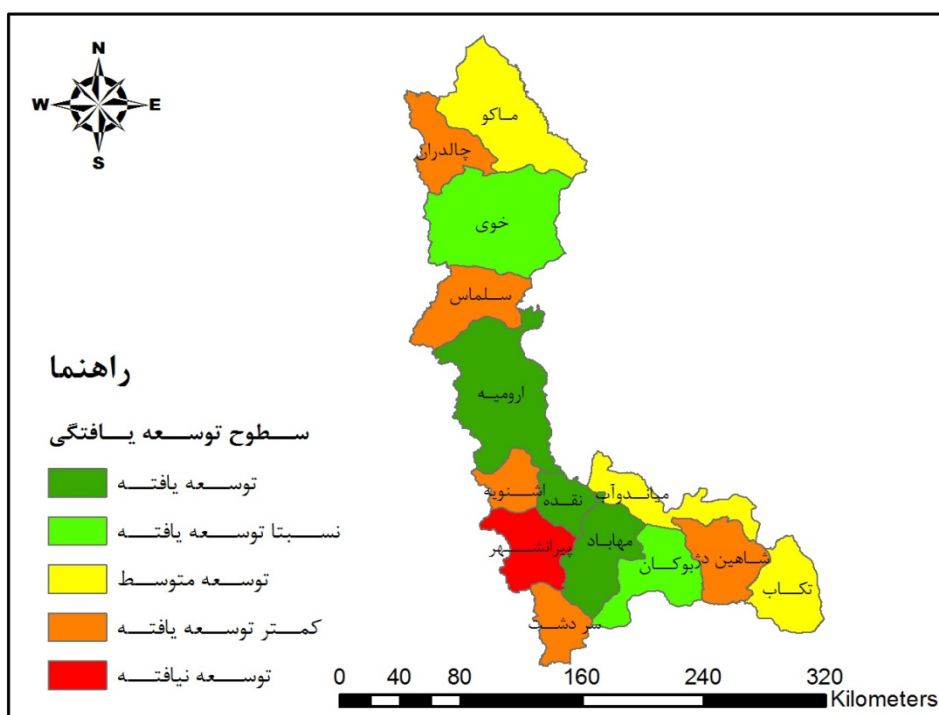 N
W E
S
ماکو
چالدران
خوی
سلماس
ارومیه
اشنویه
نقده
میاندوآب
پیرانشهر
مهاباد
بوکان
شاهین دژ
تکاب
سردشت
راهنما
سطوح توسعه یافتگی
توسعه یافته
نسبتا توسعه یافته
توسعه متوسط
کمتر توسعه یافته
توسعه نیافته
0 40 80 160 240 320
Kilometers